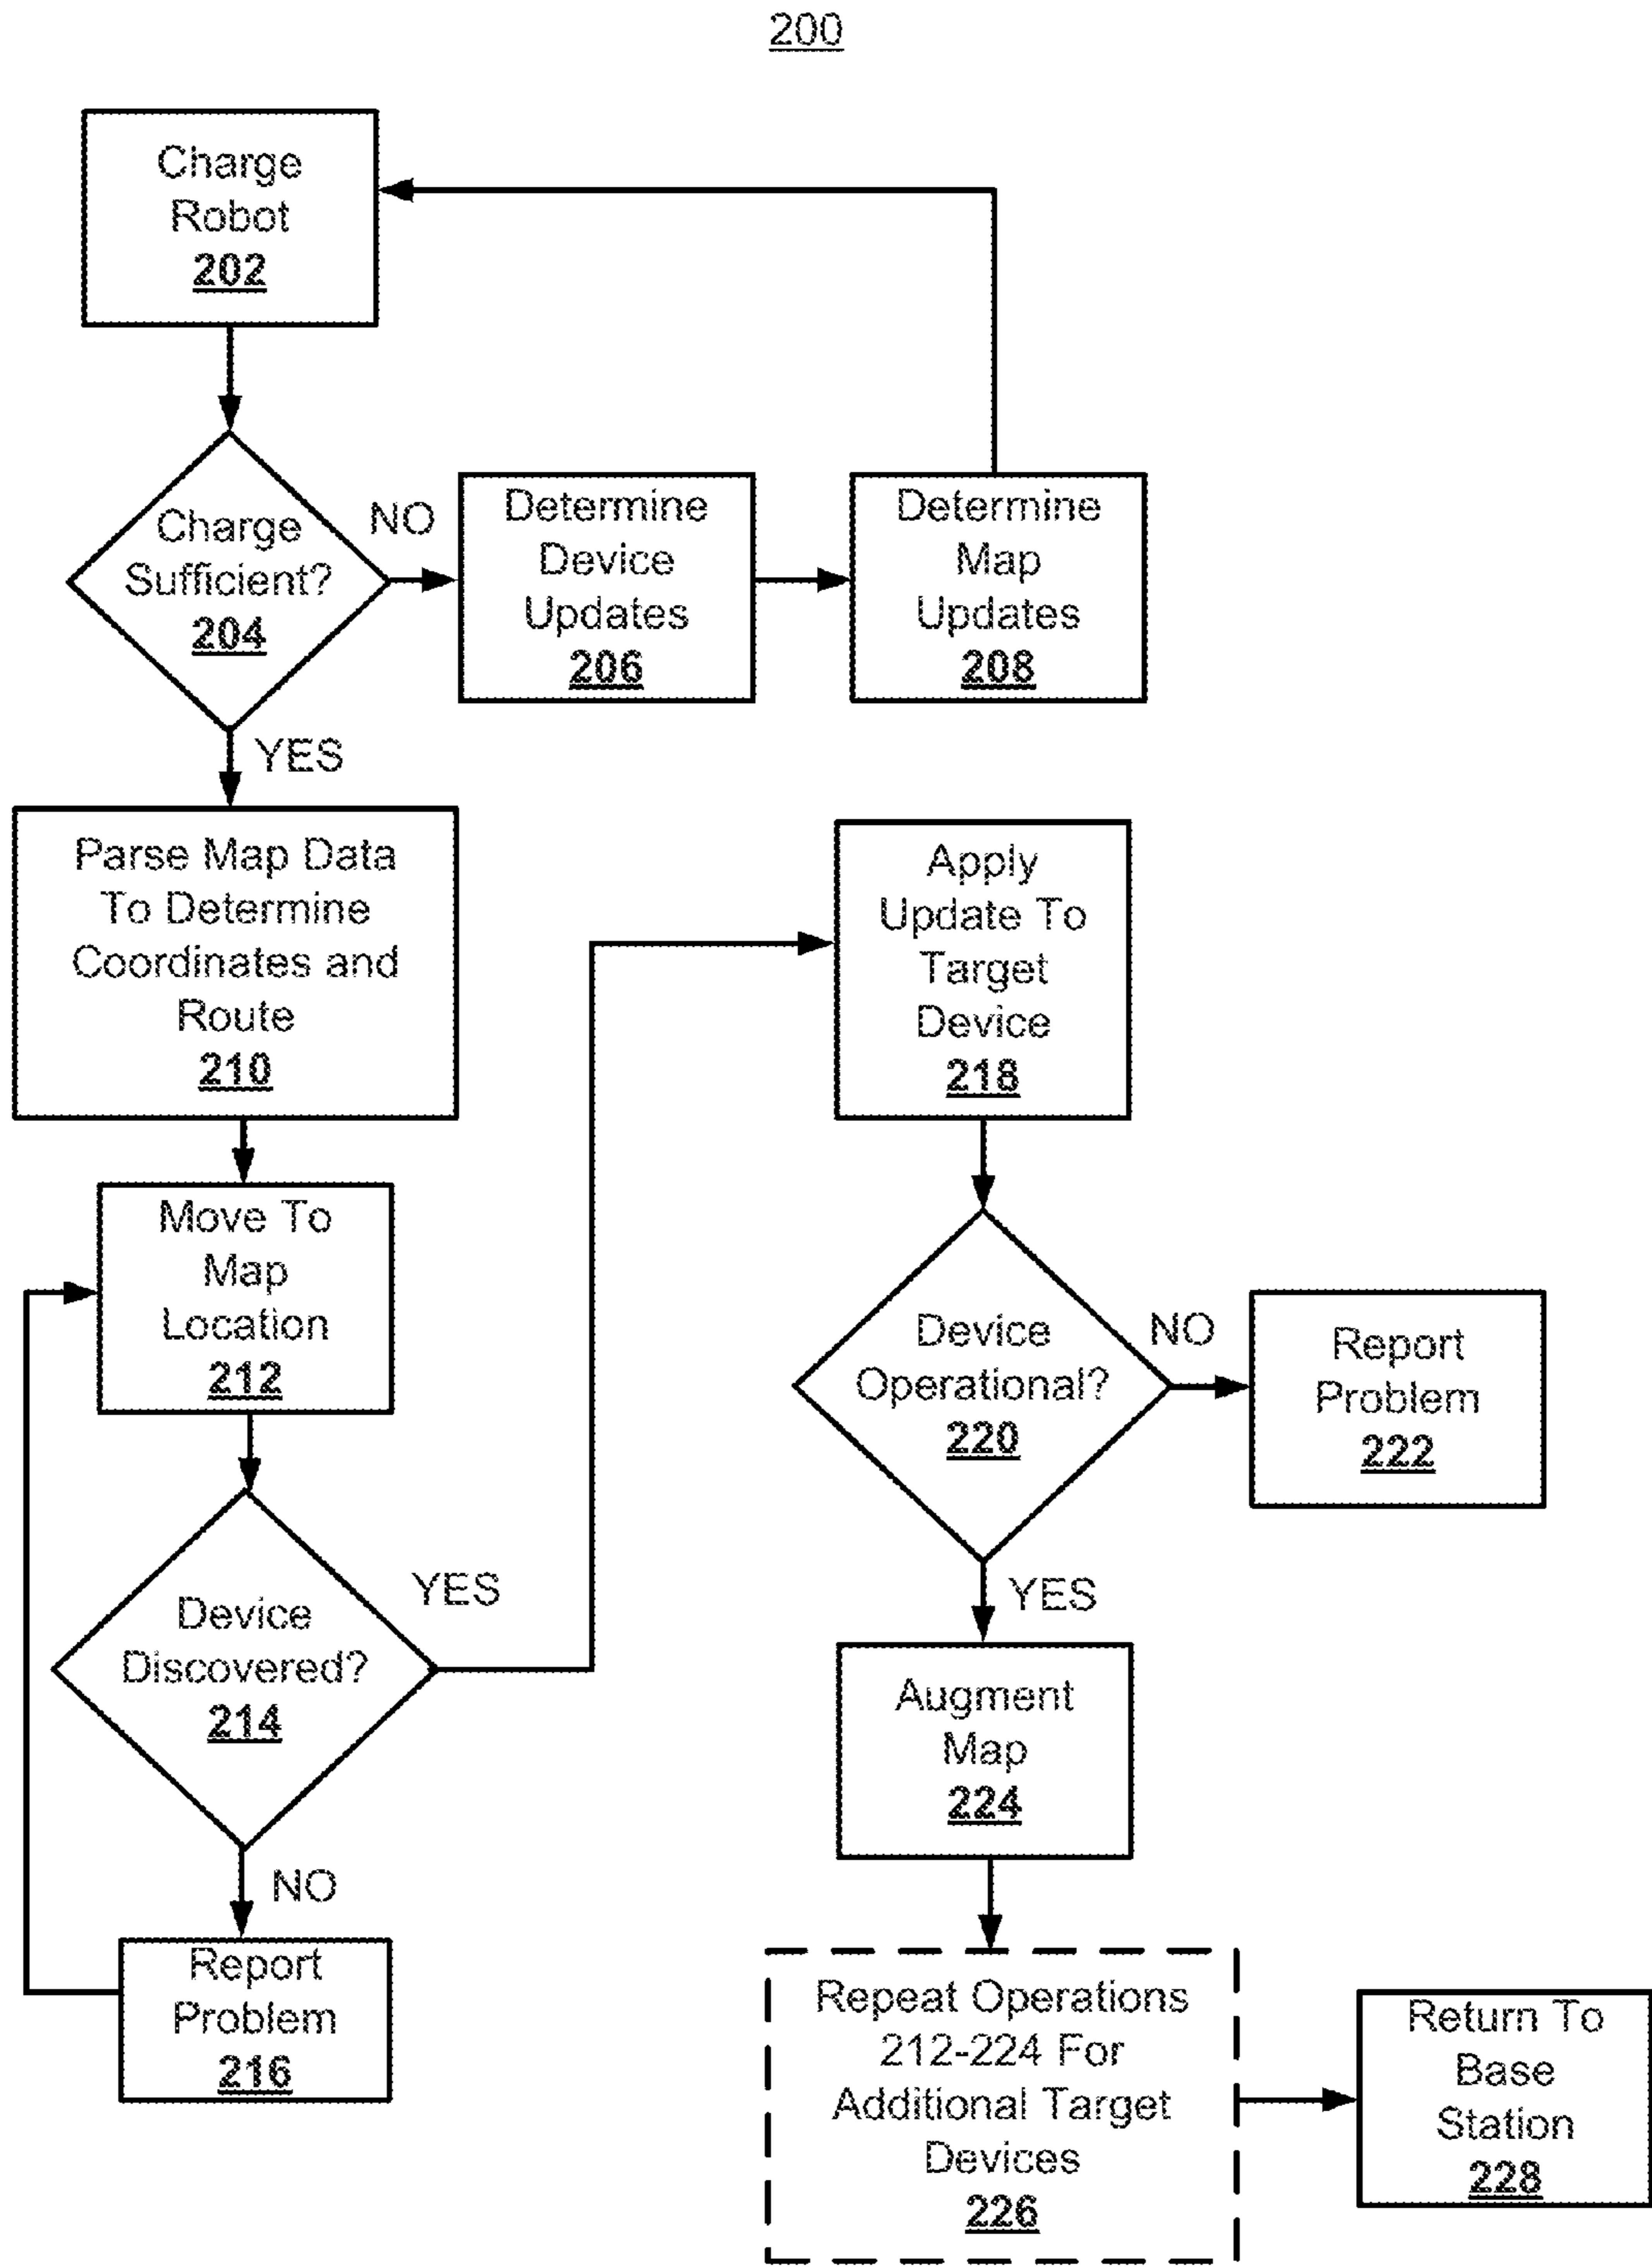 200
Charge
Robot
202
Charge
Sufficient?
204
NO
Determine
Device
Updates
206
Determine
Map
Updates
208
YES
Parse Map Data
To Determine
Coordinates and
Route
210
Move To
Map
Location
212
Device
Discovered?
214
YES
NO
Report
Problem
216
Apply
Update To
Target
Device
218
Device
Operational?
220
NO
Report
Problem
222
YES
Augment
Map
224
Repeat Operations
212-224 For
Additional Target
Devices
226
Return To
Base
Station
228